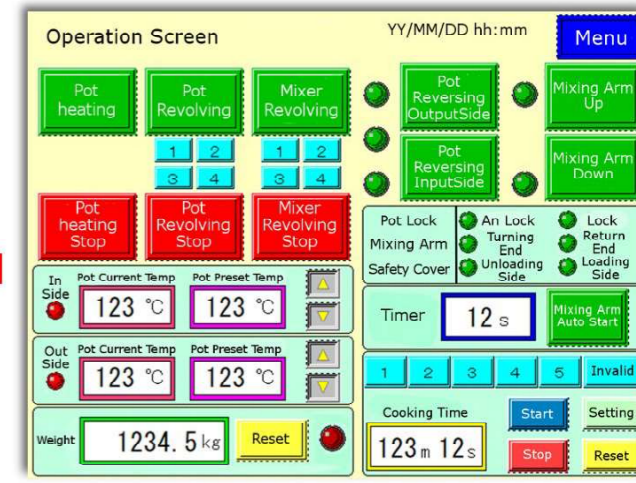 Operation Screen
YY/MM/DD hh:mm
Menu
Pot
heating
Pot
Revolving
Mixer
Revolving
Pot
Reversing
OutputSide
Mixing Arm
Up
1 2
3 4
1 2
3 4
Pot
Reversing
InputSide
Mixing Arm
Down
Pot
heating
Stop
Pot
Revolving
Stop
Mixer
Revolving
Stop
Pot Lock
An Lock
Lock
Mixing Arm
Turning
End
Return
End
Safety Cover
Unloading
Side
Loading
Side
In
Side
Pot Current Temp
Pot Preset Temp
123 ℃
123 ℃
Timer
12 s
Mixing Arm
Auto Start
Out
Side
Pot Current Temp
Pot Preset Temp
123 ℃
123 ℃
1 2 3 4 5 Invalid
Cooking Time
Start
Setting
Weight
1234.5 kg
Reset
123 m 12 s
Stop
Reset